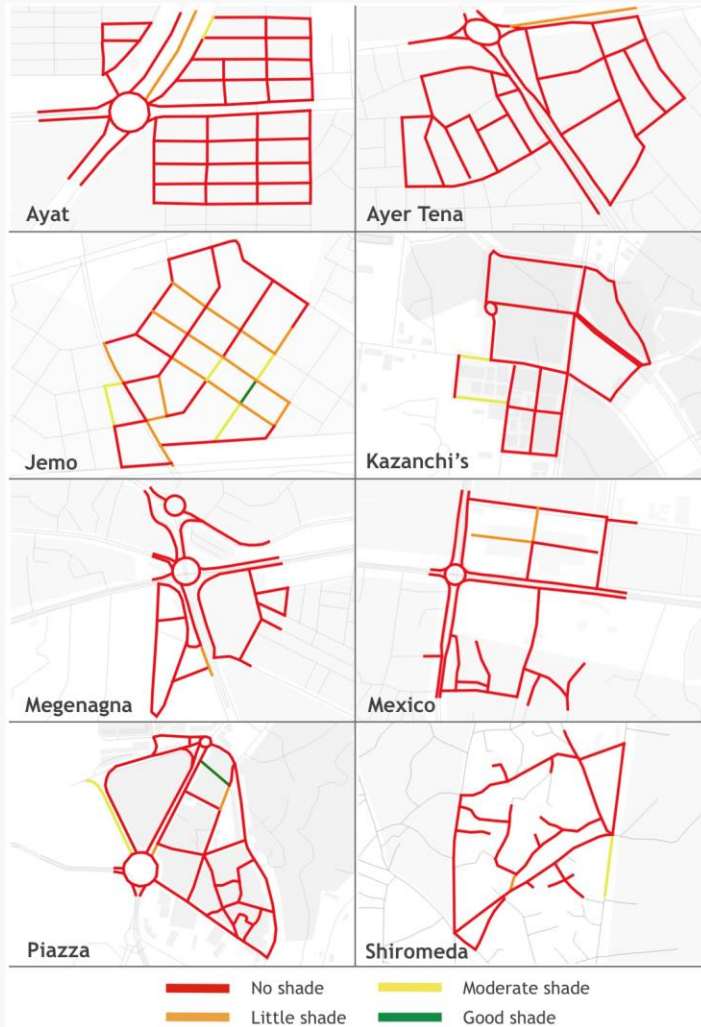 Ayat
Ayer Tena
Jemo
Kazanchi's
Megenagna
Mexico
Piazza
Shiromeda
No shade
Moderate shade
Little shade
Good shade